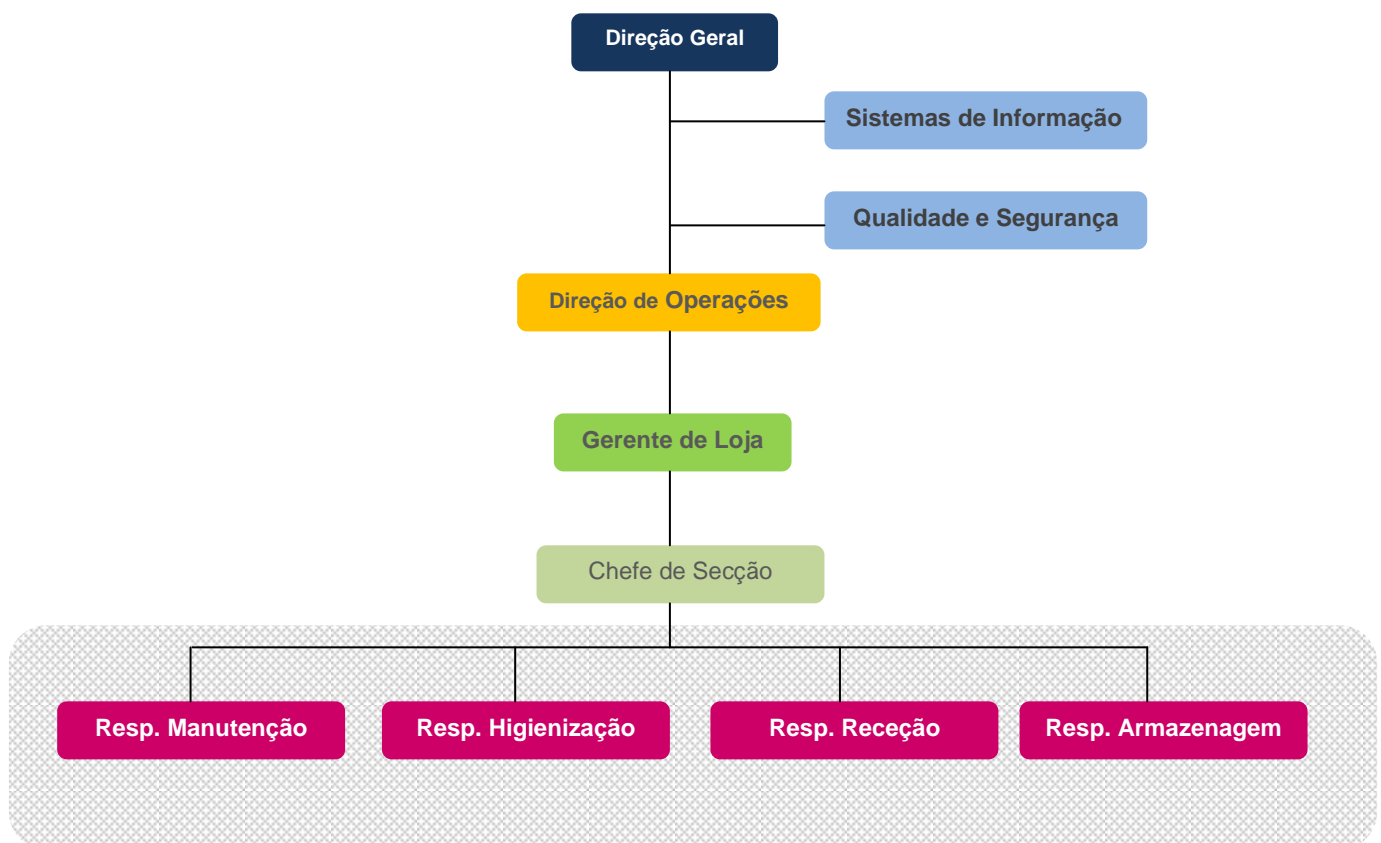 Direção Geral
Sistemas de Informação
Qualidade e Segurança
Direção de Operações
Gerente de Loja
Chefe de Secção
Resp. Manutenção
Resp. Higienização
Resp. Receção
Resp. Armazenagem